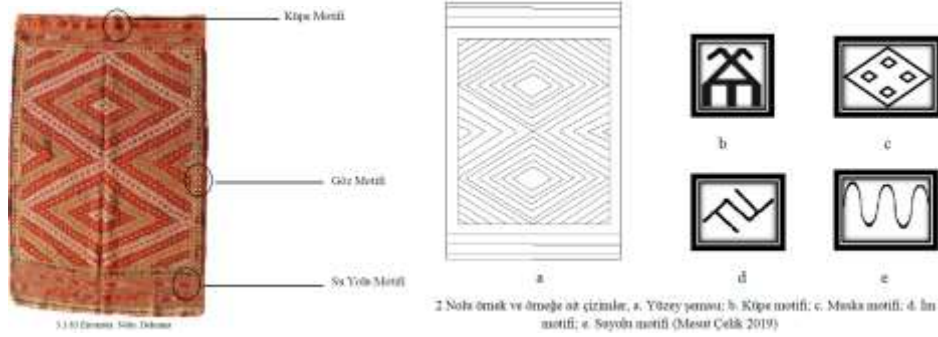 Küpe Motifi
Göz Motifi
Su Yolu Motifi
a
b
c
d
e
2 Nolu örnek ve örneğe ait çizimler, a. Yüzey şeması; b. Küpe motifi; c. Muska motifi; d. İm
motifi; e. Suyolu motifi (Mesut Çelik 2019)